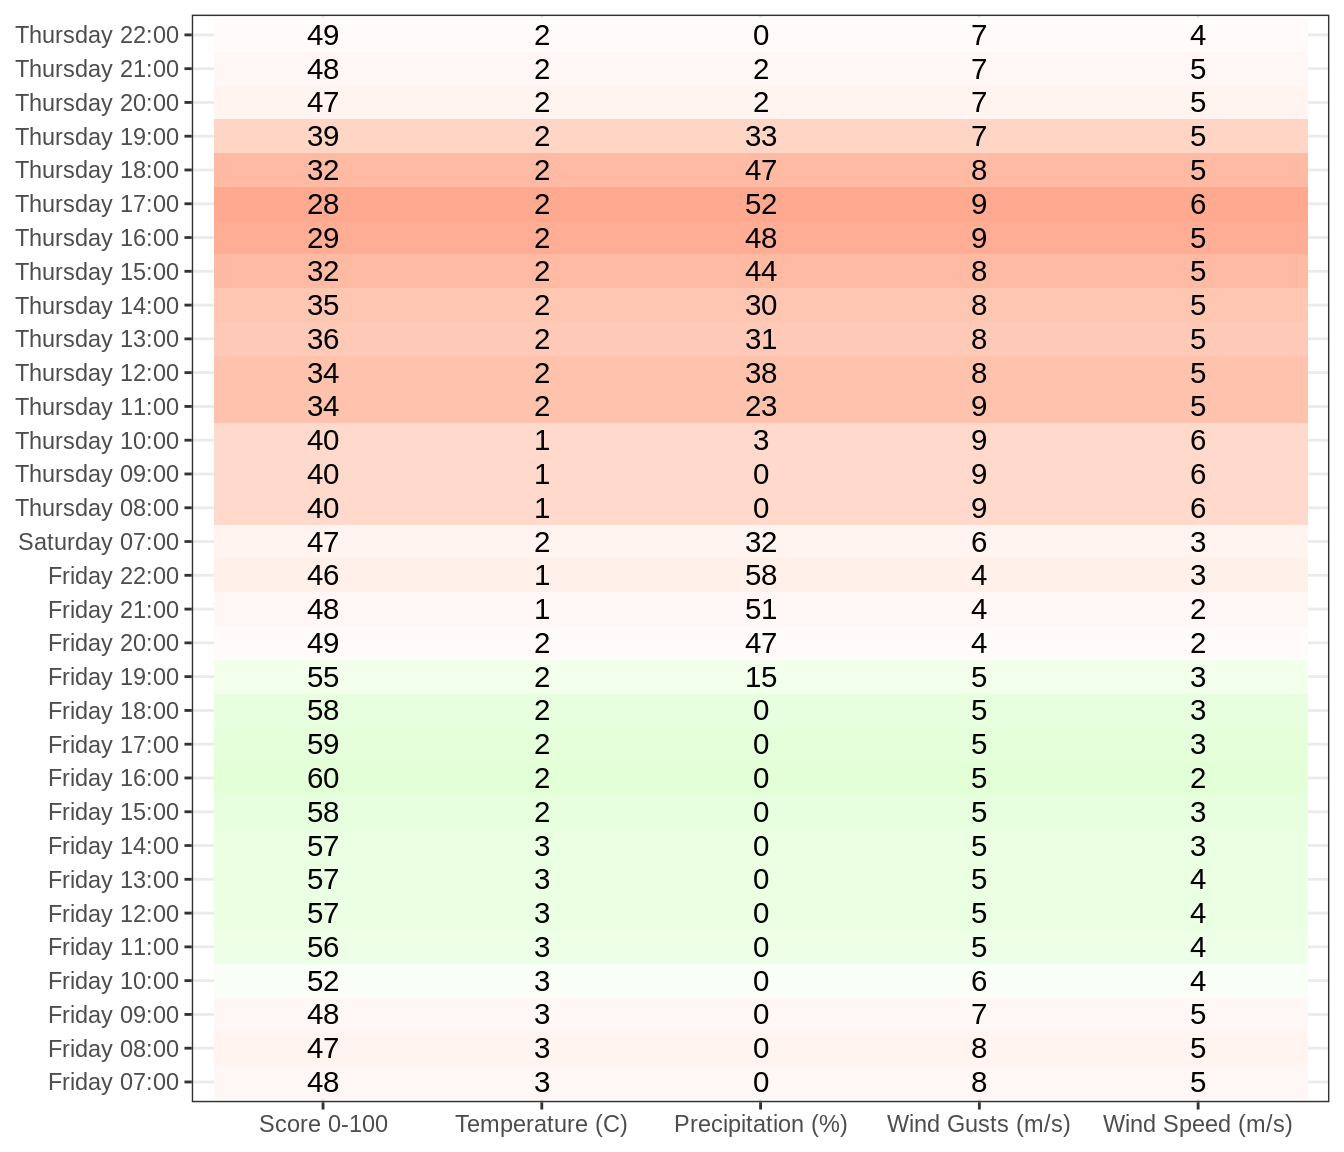 Thursday 22:00 49 2 0 7 4
Thursday 21:00 48 2 2 7 5
Thursday 20:00 47 2 2 7 5
Thursday 19:00 39 2 33 7 5
Thursday 18:00 32 2 47 8 5
Thursday 17:00 28 2 52 9 6
Thursday 16:00 29 2 48 9 5
Thursday 15:00 32 2 44 8 5
Thursday 14:00 35 2 30 8 5
Thursday 13:00 36 2 31 8 5
Thursday 12:00 34 2 38 8 5
Thursday 11:00 34 2 23 9 5
Thursday 10:00 40 1 3 9 6
Thursday 09:00 40 1 0 9 6
Thursday 08:00 40 1 0 9 6
Saturday 07:00 47 2 32 6 3
Friday 22:00 46 1 58 4 3
Friday 21:00 48 1 51 4 2
Friday 20:00 49 2 47 4 2
Friday 19:00 55 2 15 5 3
Friday 18:00 58 2 0 5 3
Friday 17:00 59 2 0 5 3
Friday 16:00 60 2 0 5 2
Friday 15:00 58 2 0 5 3
Friday 14:00 57 3 0 5 3
Friday 13:00 57 3 0 5 4
Friday 12:00 57 3 0 5 4
Friday 11:00 56 3 0 5 4
Friday 10:00 52 3 0 6 4
Friday 09:00 48 3 0 7 5
Friday 08:00 47 3 0 8 5
Friday 07:00 48 3 0 8 5
Score 0-100 Temperature (C) Precipitation (%) Wind Gusts (m/s) Wind Speed (m/s)